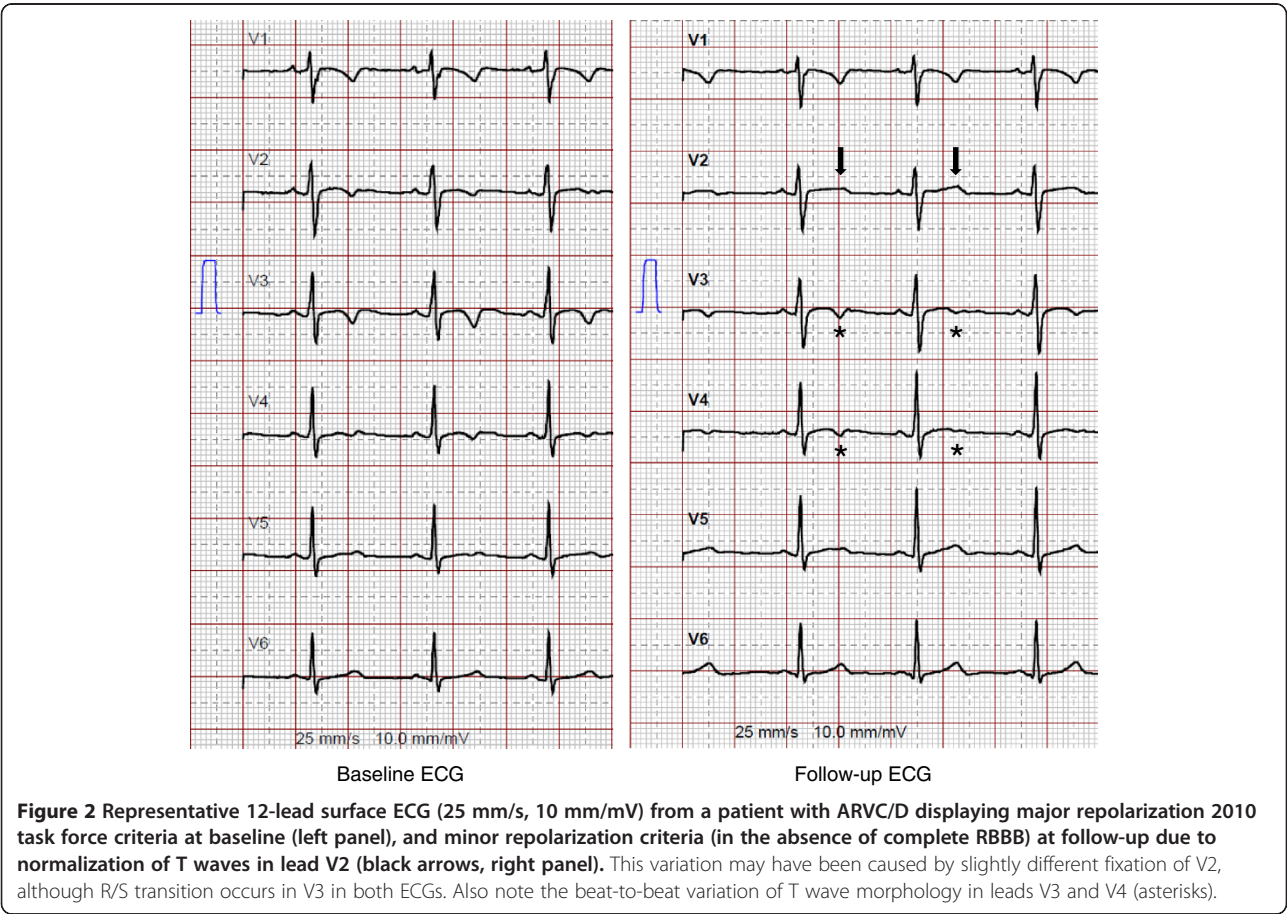 V1
V2
V3
V4
V5
V6
25 mm/s 10.0 mm/mV
Baseline ECG
V1
V2
V3
*
*
V4
*
*
V5
V6
25 mm/s 10.0 mm/mV
Follow-up ECG
Figure 2 Representative 12-lead surface ECG (25 mm/s, 10 mm/mV) from a patient with ARVC/D displaying major repolarization 2010
task force criteria at baseline (left panel), and minor repolarization criteria (in the absence of complete RBBB) at follow-up due to
normalization of T waves in lead V2 (black arrows, right panel). This variation may have been caused by slightly different fixation of V2,
although R/S transition occurs in V3 in both ECGs. Also note the beat-to-beat variation of T wave morphology in leads V3 and V4 (asterisks).